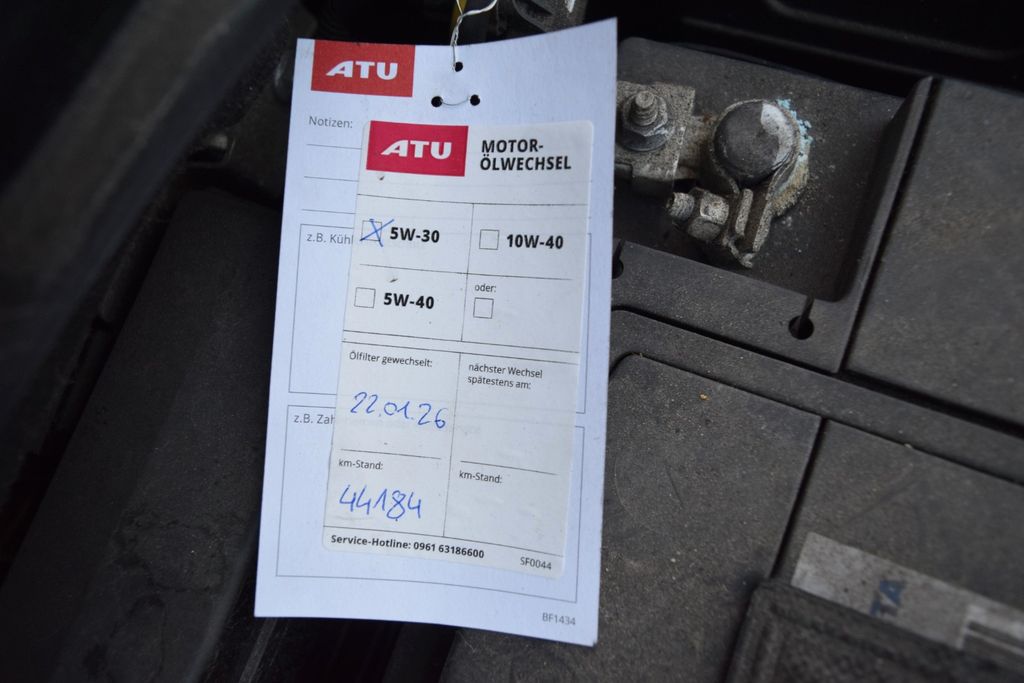 ATU
Notizen:
ATU
MOTOR-
ÖLWECHSEL
z.B. Kühl
5W-30
10W-40
5W-40
oder:
Ölfilter gewechselt:
nächster Wechsel
spätestens am:
z.B. Zah
22.01.26
km-Stand:
km-Stand:
44184
Service-Hotline: 0961 63186600
SF0044
BF1434
TA